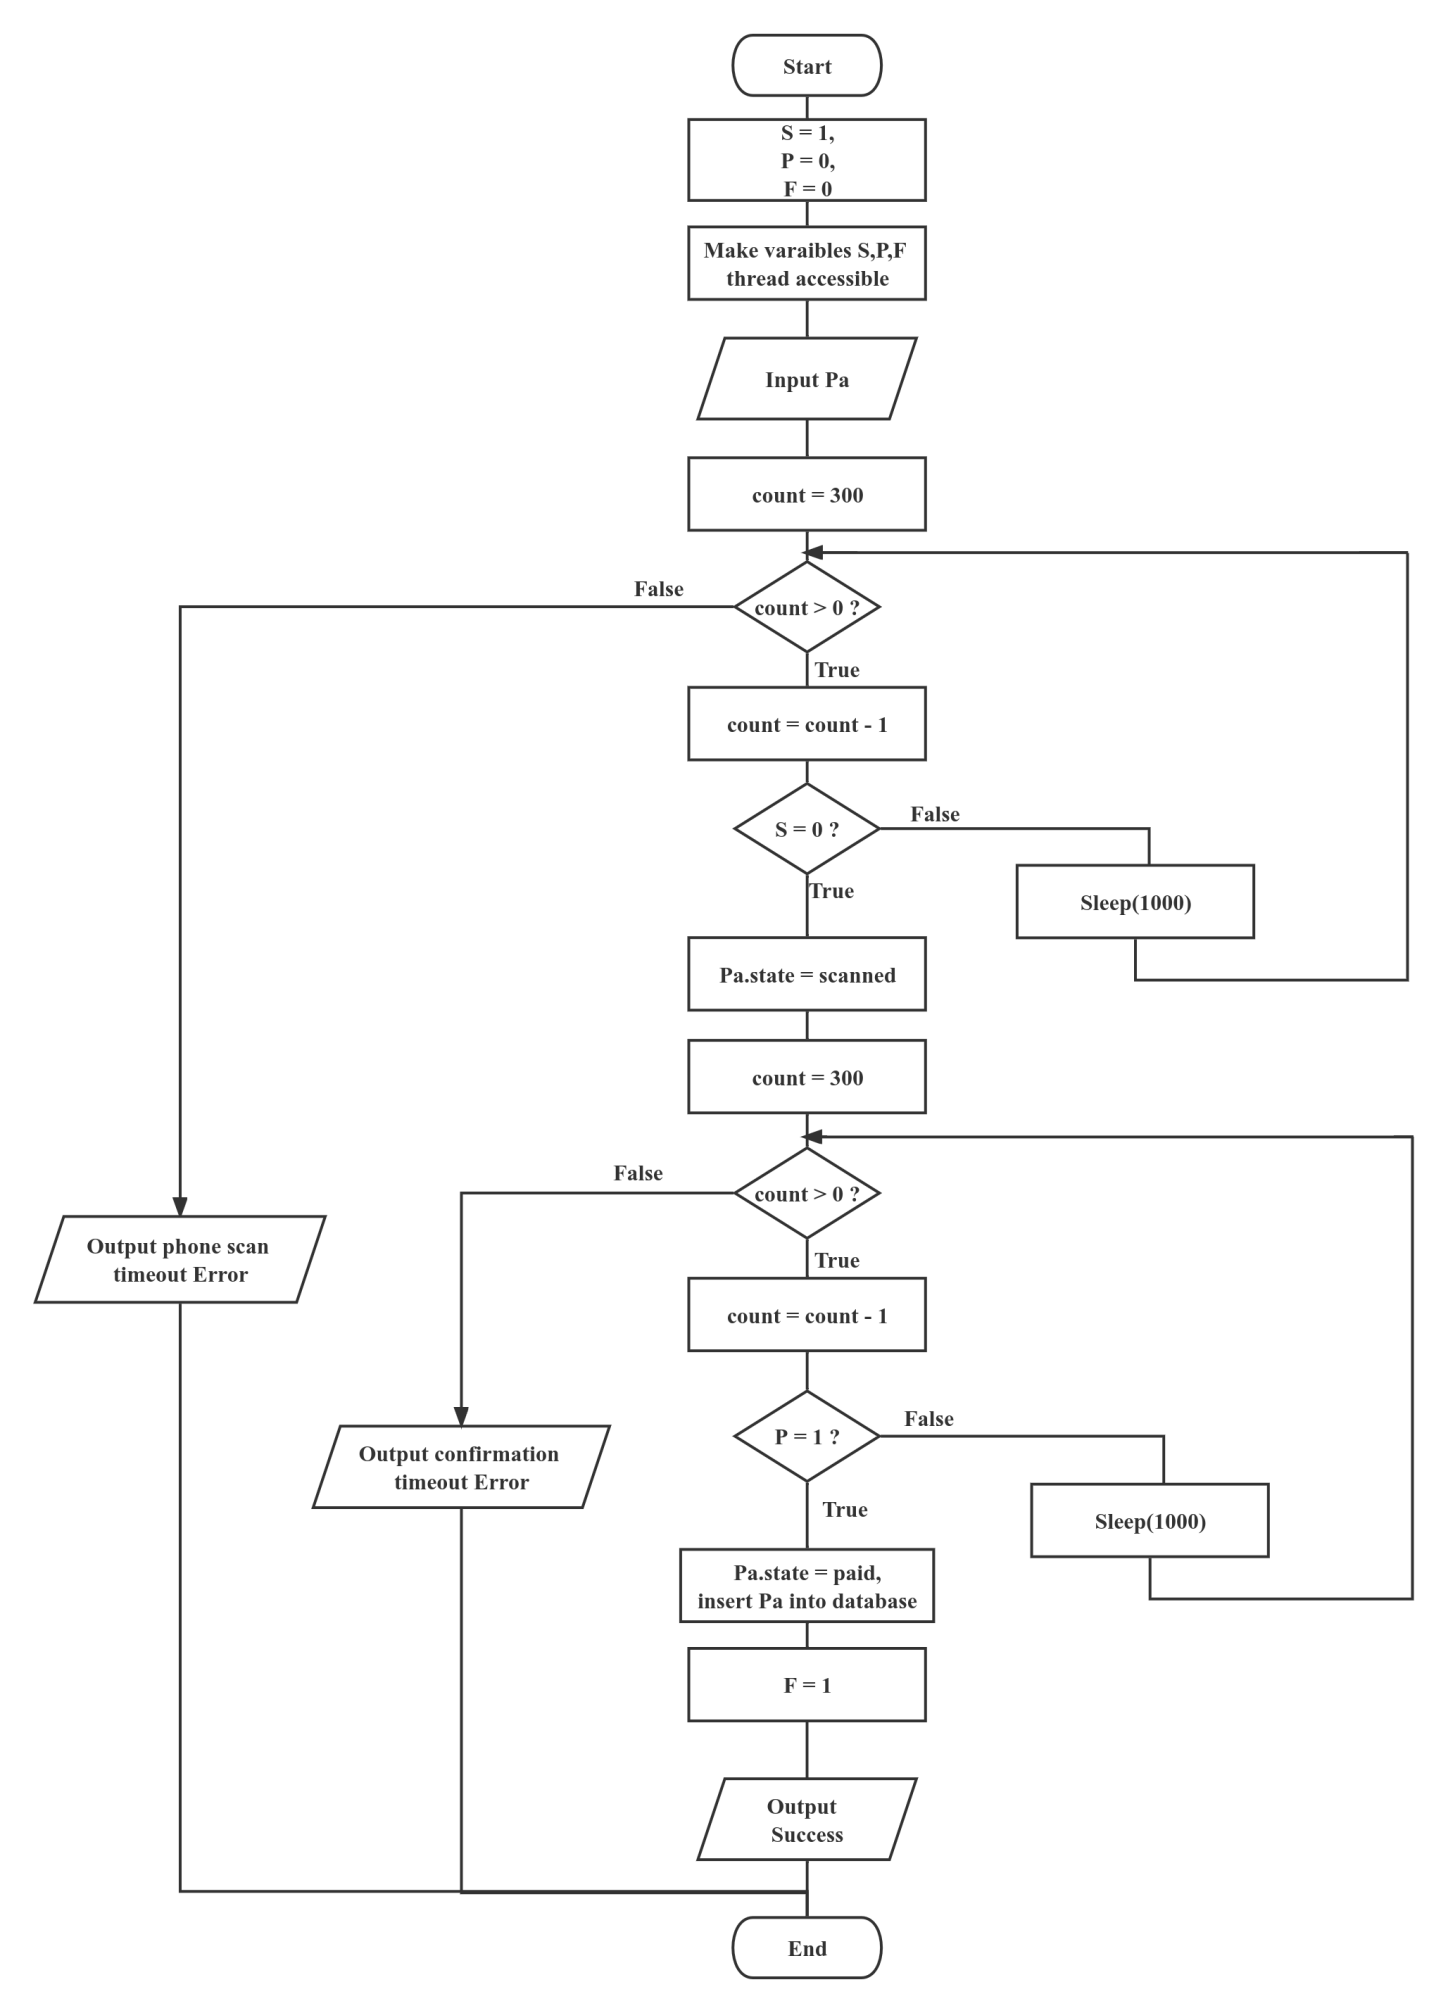 Start
S = 1,
P = 0,
F = 0
Make varaibles S,P,F
thread accessible
Input Pa
count = 300
False
count > 0 ?
True
count = count - 1
S = 0 ?
False
True
Sleep(1000)
Pa.state = scanned
count = 300
False
count > 0 ?
Output phone scan
timeout Error
True
count = count - 1
P = 1 ?
False
Output confirmation
timeout Error
True
Sleep(1000)
Pa.state = paid,
insert Pa into database
F = 1
Output
Success
End